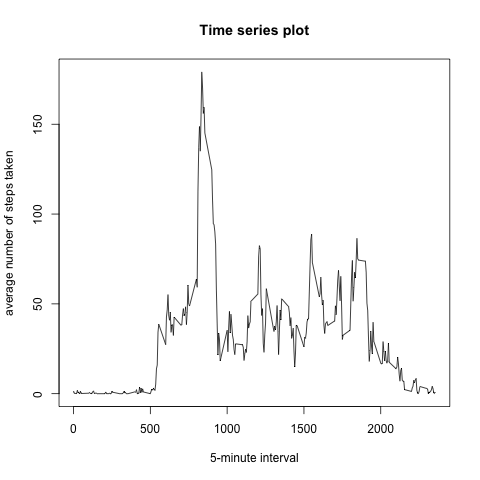 Time series plot
average number of steps taken
150
100
50
0
0 500 1000 1500 2000
5-minute interval